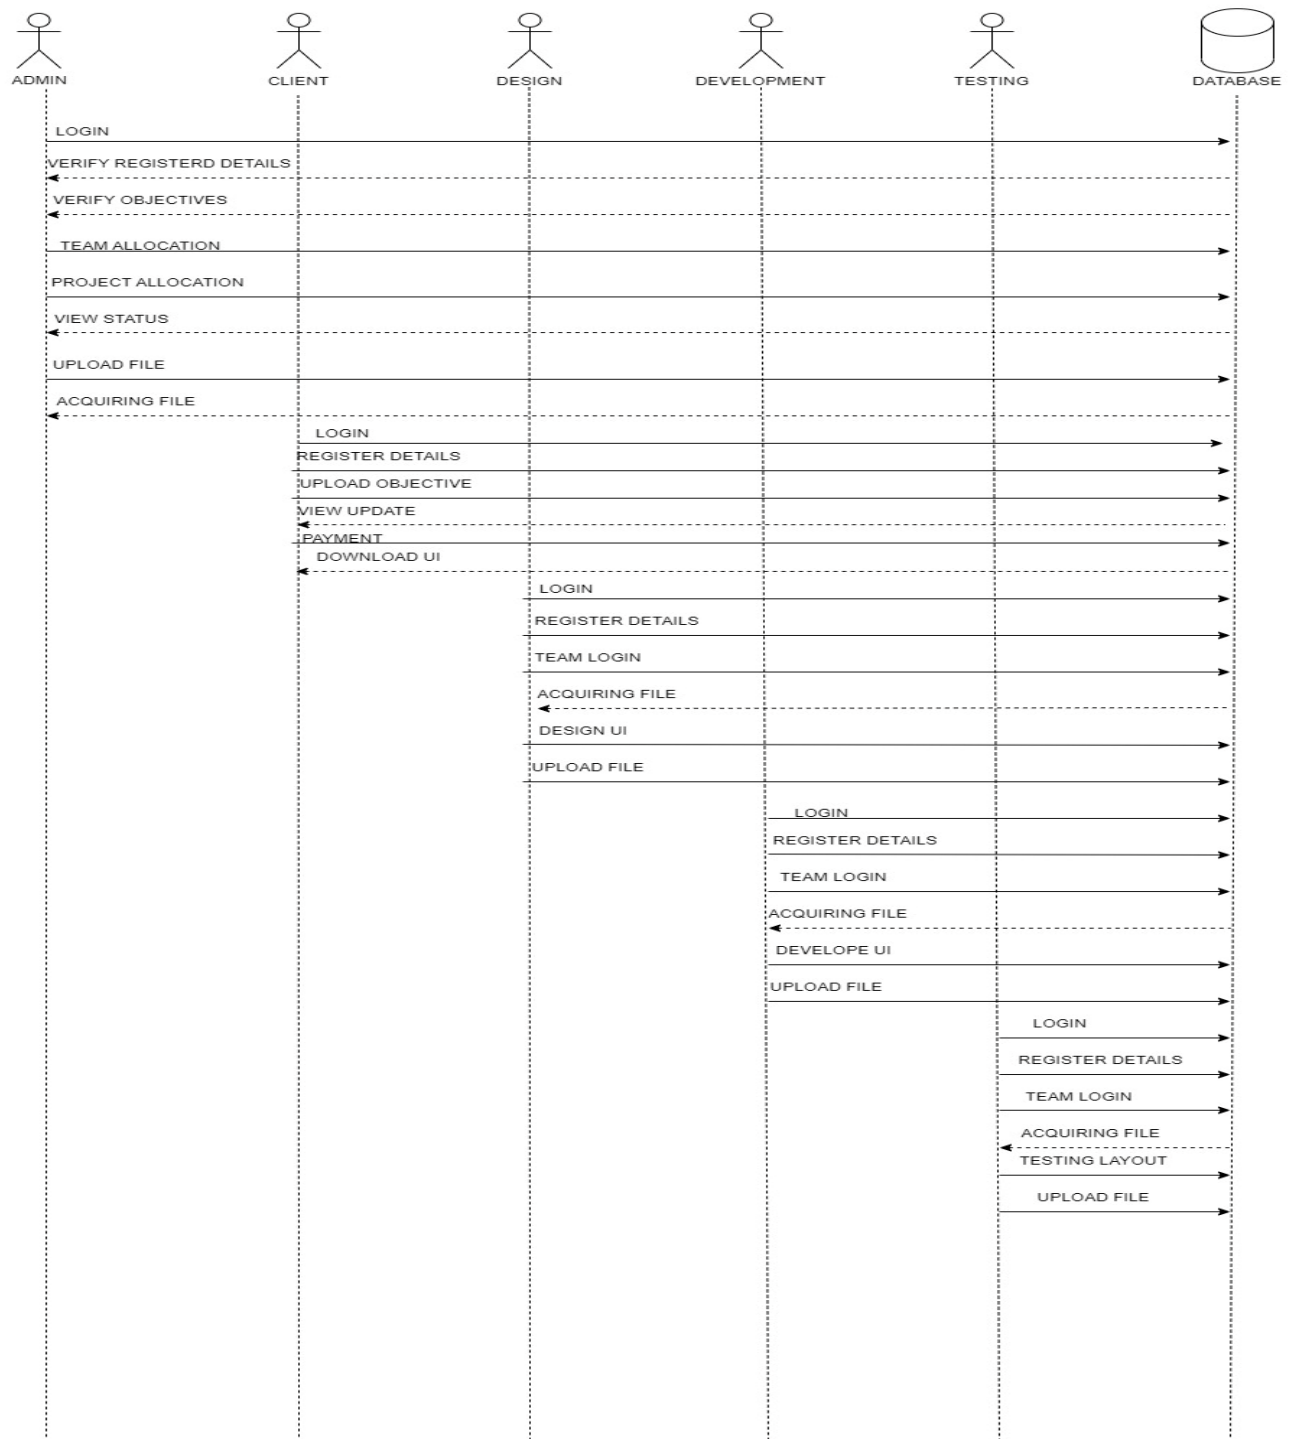 ADMIN
CLIENT
DESIGN
DEVELOPMENT
TESTING
DATABASE
LOGIN
VERIFY REGISTERD DETAILS
VERIFY OBJECTIVES
TEAM ALLOCATION
PROJECT ALLOCATION
VIEW STATUS
UPLOAD FILE
ACQUIRING FILE
LOGIN
REGISTER DETAILS
UPLOAD OBJECTIVE
VIEW UPDATE
PAYMENT
DOWNLOAD UI
LOGIN
REGISTER DETAILS
TEAM LOGIN
ACQUIRING FILE
DESIGN UI
UPLOAD FILE
LOGIN
REGISTER DETAILS
TEAM LOGIN
ACQUIRING FILE
DEVELOPE UI
UPLOAD FILE
LOGIN
REGISTER DETAILS
TEAM LOGIN
ACQUIRING FILE
TESTING LAYOUT
UPLOAD FILE